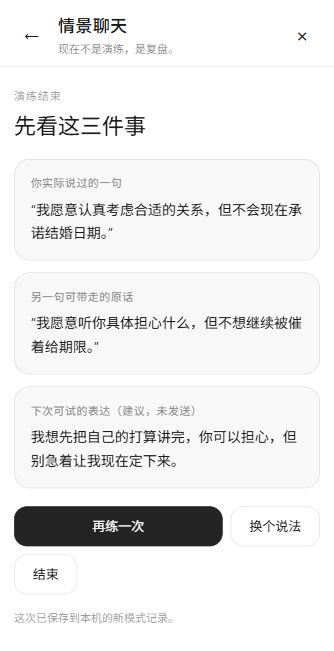 ← 情景聊天 ×
现在不是演练，是复盘。
演练结束
先看这三件事
你实际说过的一句
“我愿意认真考虑合适的关系，但不会现在承
诺结婚日期。”
另一句可带走的原话
“我愿意听你具体担心什么，但不想继续被催
着给期限。”
下次可试的表达（建议，未发送）
我想先把自己的打算讲完，你可以担心，但
别急着让我现在定下来。
再练一次 换个说法
结束
这次已保存到本机的新模式记录。